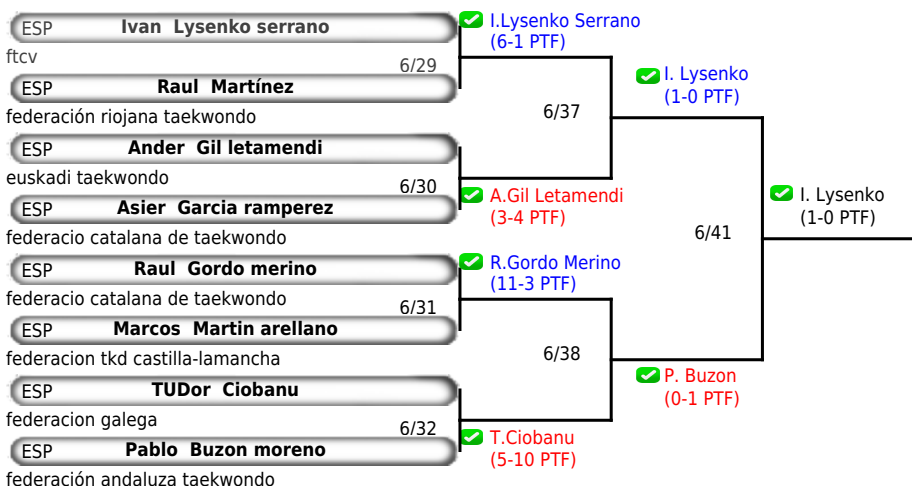 ESP Ivan Lysenko serrano
ftcv
6/29
ESP Raul Martínez
federación riojana taekwondo
I.Lysenko Serrano
(6-1 PTF)
ESP Ander Gil letamendi
euskadi taekwondo
6/30
ESP Asier Garcia ramperez
federacio catalana de taekwondo
A.Gil Letamendi
(3-4 PTF)
6/37
I. Lysenko
(1-0 PTF)
ESP Raul Gordo merino
federacio catalana de taekwondo
6/31
ESP Marcos Martin arellano
federacion tkd castilla-lamancha
R.Gordo Merino
(11-3 PTF)
ESP TUDor Ciobanu
federacion galega
6/32
ESP Pablo Buzon moreno
federación andaluza taekwondo
T.Ciobanu
(5-10 PTF)
6/38
P. Buzon
(0-1 PTF)
6/41
I. Lysenko
(1-0 PTF)